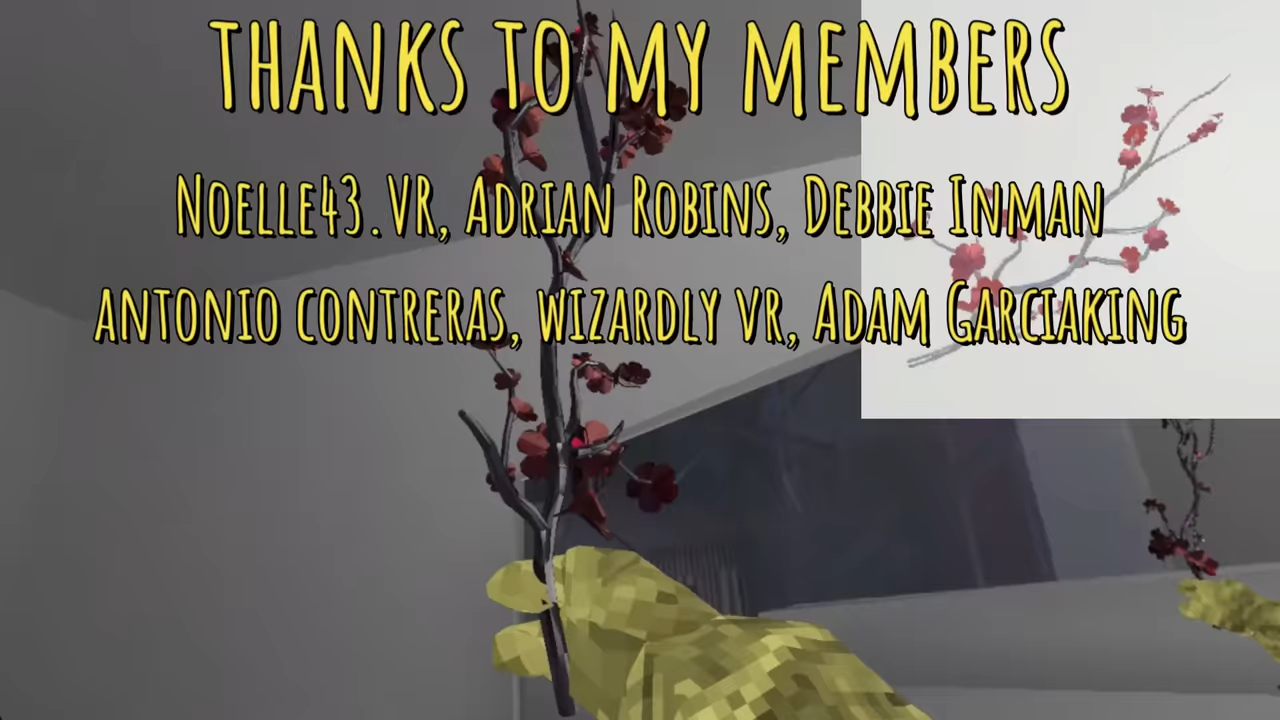 THANKS TO MY MEMBERS
NOELLE43.VR, ADRIAN ROBINS, DEBBIE INMAN
ANTONIO CONTRERAS, WIZARDLY VR, ADAM GARCIAKING